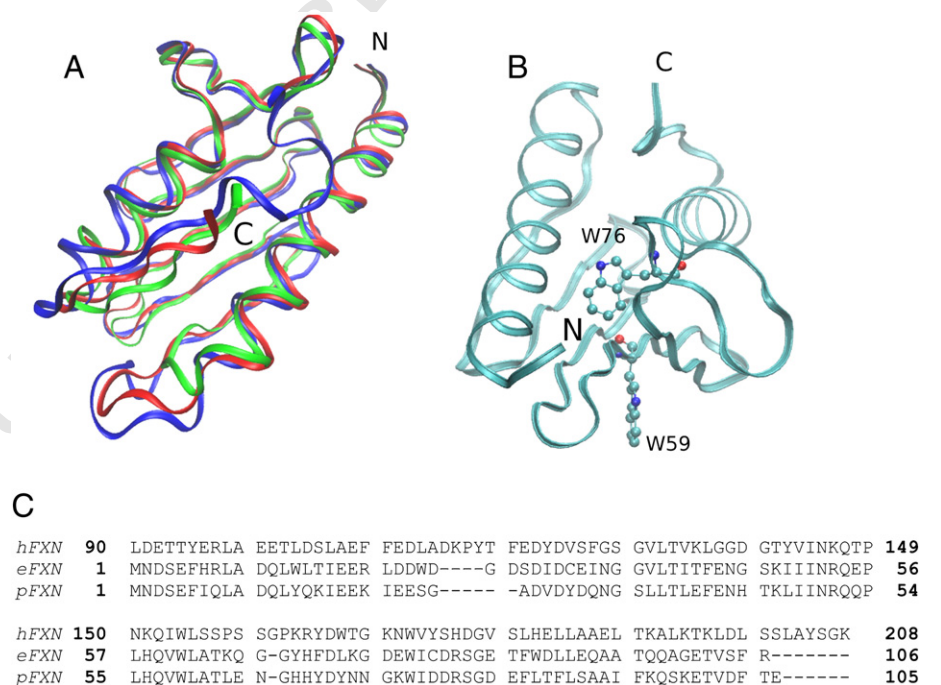 A
N
C
B
C
W76
N
W59
C
hFXN 90 LDETTYERLA EETLDSLAEF FEDLADKPYT FEDYDVSFGS GVLTVKLGGD GTYVINKQTP 149
eFXN 1 MNDSEFHRLA DQLWLTIEER LDDWD----G DSDIDCEING GVLTITFENG SKIIINRQEP 56
pFXN 1 MNDSEFIQLA DQLYQKIEEK IEESG----- -ADVDYDQNG SLLTLEFENH TKLIINRQQP 54
hFXN 150 NKQIWLSSPS SGPKRYDWTG KNWVYSHDGV SLHELLAAEL TKALKTKLDL SSLAYSGK 208
eFXN 57 LHQVWLATKQ G-GYHFDLKG DEWICDRSGE TFWDLLEQAA TQQAGETVSF R------- 106
pFXN 55 LHQVWLATLE N-GHHYDYNN GKWIDDRSGD EFLTFLSAAI FKQSKETVDF TE------ 105